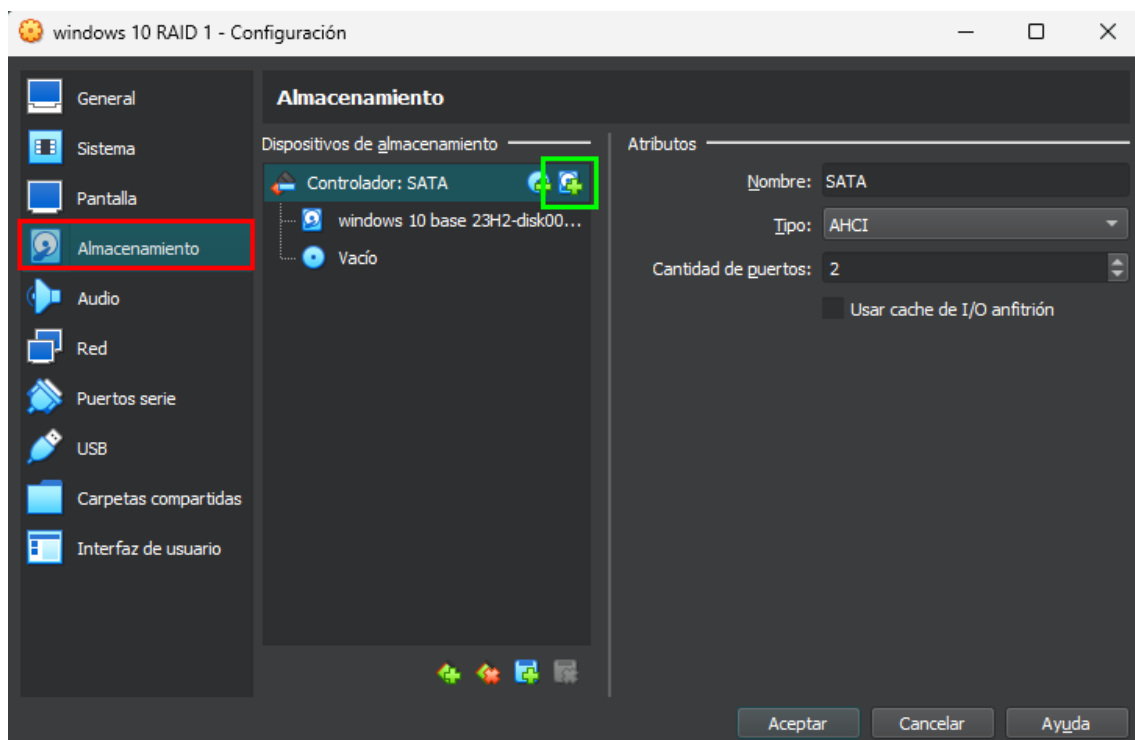 windows 10 RAID 1 - Configuración
General
Sistema
Pantalla
Almacenamiento
Audio
Red
Puertos serie
USB
Carpetas compartidas
Interfaz de usuario
Almacenamiento
Dispositivos de almacenamiento
Controlador: SATA
windows 10 base 23H2-disk00...
Vacío
Atributos
Nombre: SATA
Tipo: AHCI
Cantidad de puertos: 2
Usar cache de I/O anfitrión
Aceptar Cancelar Ayuda